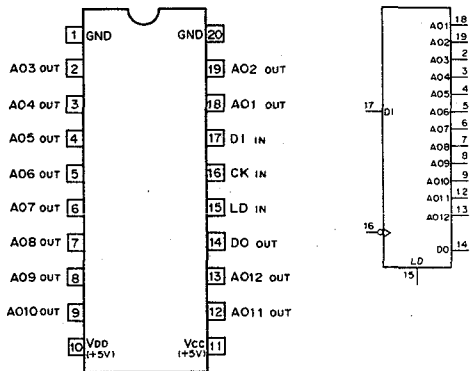 1 GND GND 20
AO3 OUT 2 19 AO2 OUT
AO4 OUT 3 18 AO1 OUT
AO5 OUT 4 17 DI IN
AO6 OUT 5 16 CK IN
AO7 OUT 6 15 LD IN
AO8 OUT 7 14 DO OUT
AO9 OUT 8 13 AO12 OUT
AO10 OUT 9 12 AO11 OUT
10 VDD (+5V) VCC (+5V) 11
AO1 18
AO2 19
AO3 2
AO4 3
AO5 4
17 DI AO6 5
AO7 6
AO8 7
AO9 8
AO10 9
AO11 12
AO12 13
16
DO 14
LD
15